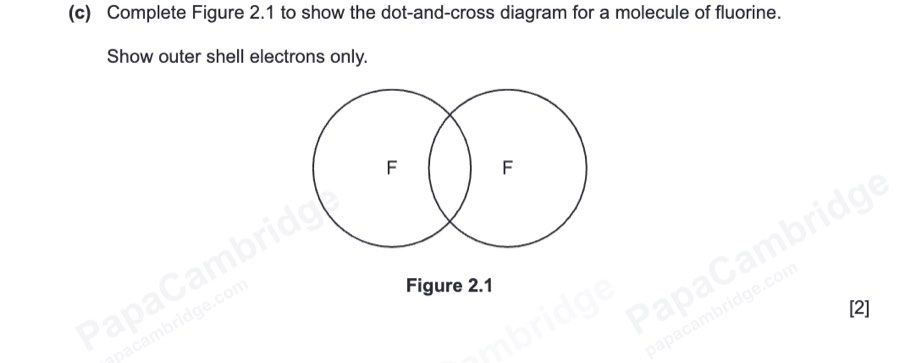 (c) Complete Figure 2.1 to show the dot-and-cross diagram for a molecule of fluorine.
Show outer shell electrons only.
F F
Figure 2.1
[2]
PapaCambridge
papacambridge.com
PapaCambridge
papacambridge.com